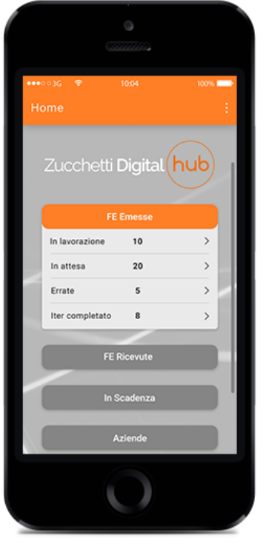 3G 10:04 100%
Home
Zucchetti Digital hub
FE Emesse
In lavorazione 10
In attesa 20
Errate 5
Iter completato 8
FE Ricevute
In Scadenza
Aziende